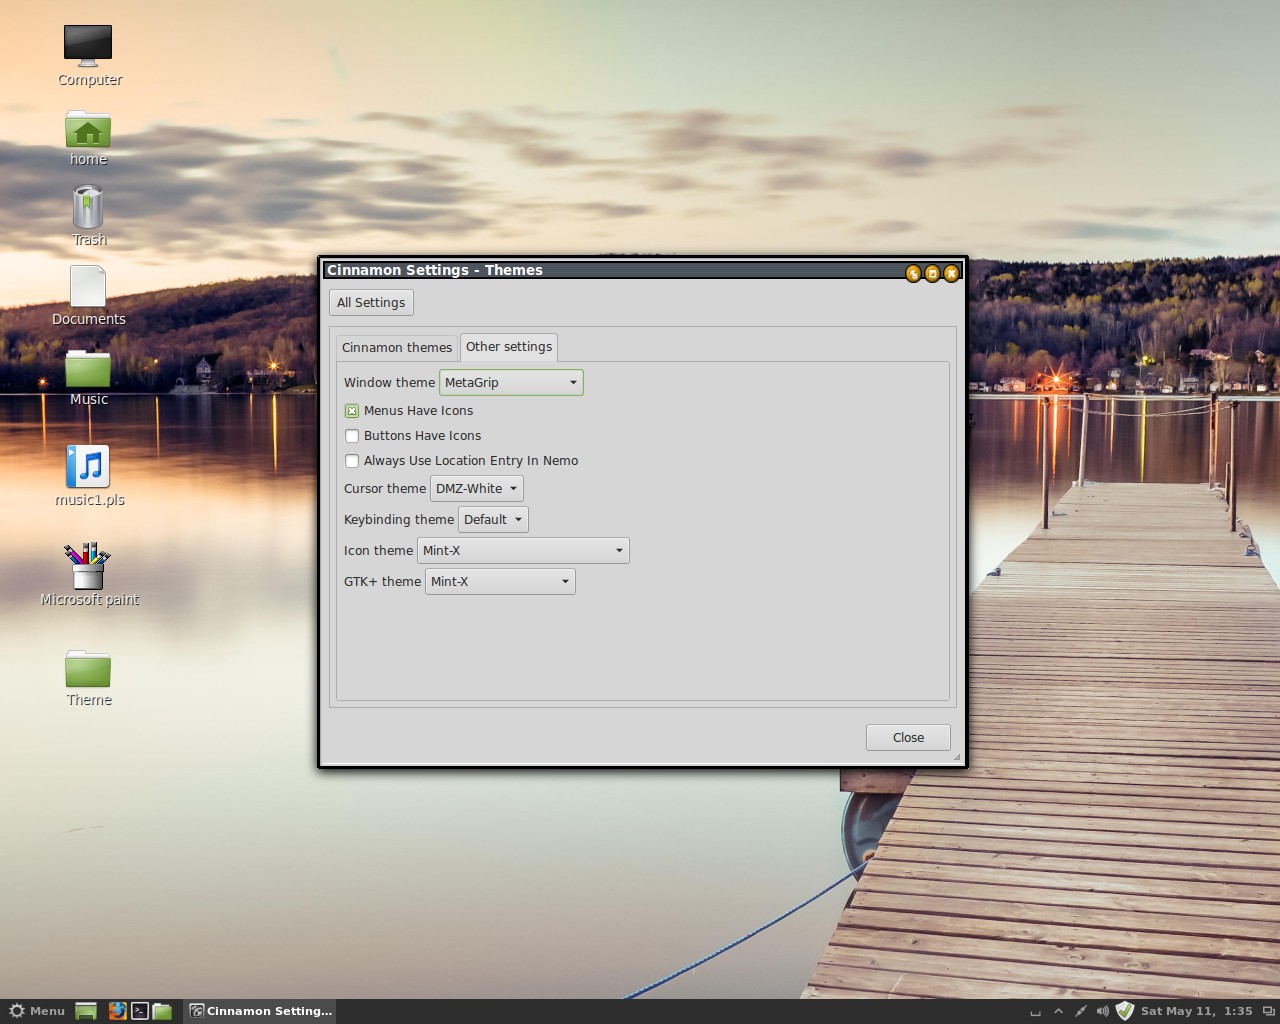 Computer
home
Trash
Documents
Music
music1.pls
Microsoft paint
Theme
Cinnamon Settings - Themes
All Settings
Cinnamon themes
Other settings
Window theme MetaGrip
Menus Have Icons
Buttons Have Icons
Always Use Location Entry In Nemo
Cursor theme DMZ-White
Keybinding theme Default
Icon theme Mint-X
GTK+ theme Mint-X
Close
Menu
Cinnamon Setting...
Sat May 11, 1:35